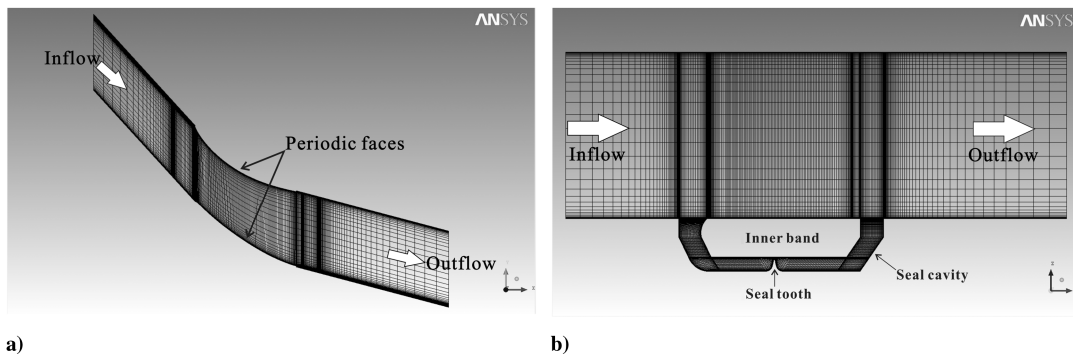 ANSYS
Inflow
Periodic faces
Outflow
a)
ANSYS
Inflow
Outflow
Inner band
Seal cavity
Seal tooth
b)